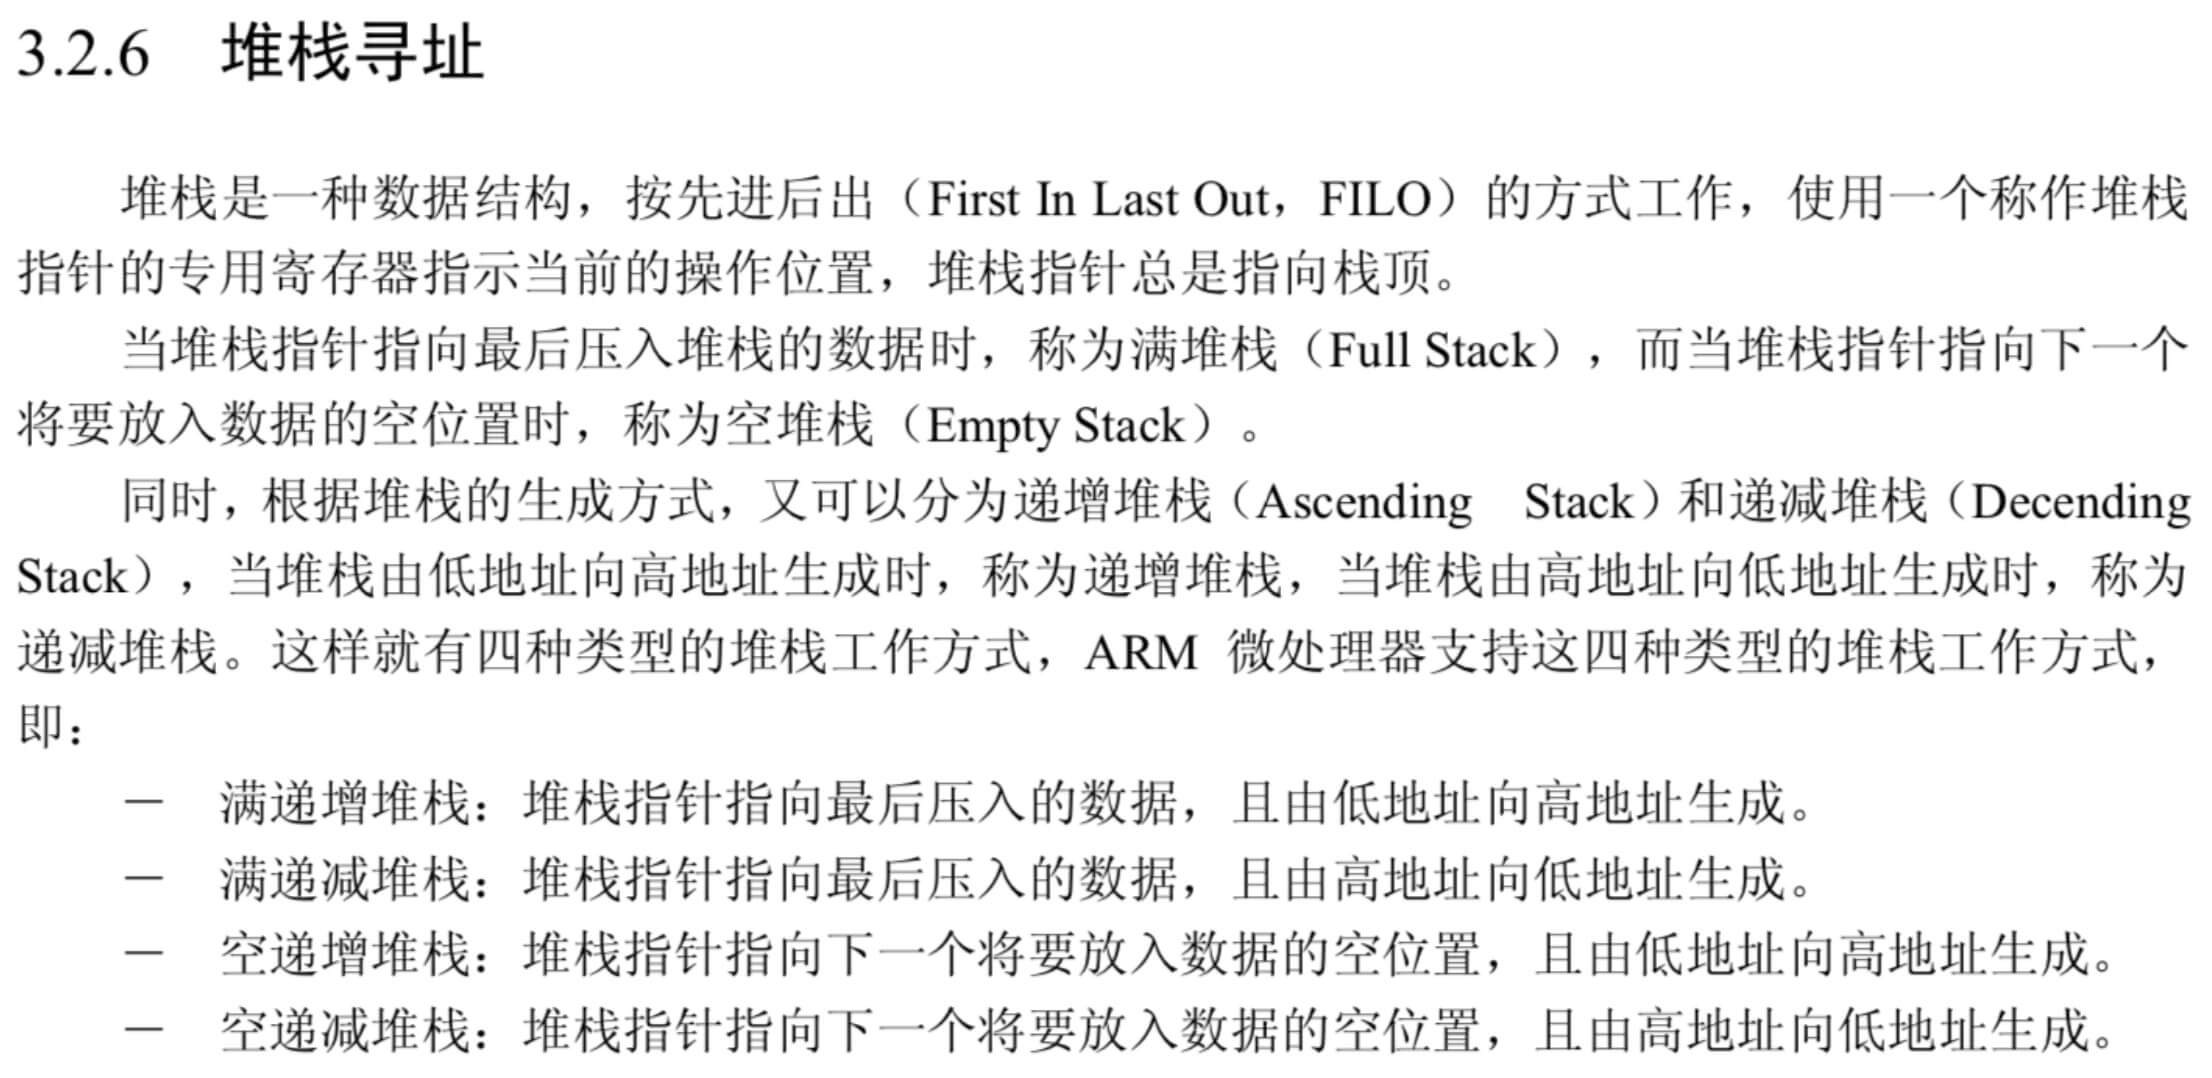 3.2.6 堆栈寻址
堆栈是一种数据结构，按先进后出（First In Last Out，FILO）的方式工作，使用一个称作堆栈
指针的专用寄存器指示当前的操作位置，堆栈指针总是指向栈顶。
当堆栈指针指向最后压入堆栈的数据时，称为满堆栈（Full Stack），而当堆栈指针指向下一个
将要放入数据的空位置时，称为空堆栈（Empty Stack）。
同时，根据堆栈的生成方式，又可以分为递增堆栈（Ascending Stack）和递减堆栈（Decending
Stack），当堆栈由低地址向高地址生成时，称为递增堆栈，当堆栈由高地址向低地址生成时，称为
递减堆栈。这样就有四种类型的堆栈工作方式，ARM 微处理器支持这四种类型的堆栈工作方式，
即：
－ 满递增堆栈：堆栈指针指向最后压入的数据，且由低地址向高地址生成。
－ 满递减堆栈：堆栈指针指向最后压入的数据，且由高地址向低地址生成。
－ 空递增堆栈：堆栈指针指向下一个将要放入数据的空位置，且由低地址向高地址生成。
－ 空递减堆栈：堆栈指针指向下一个将要放入数据的空位置，且由高地址向低地址生成。